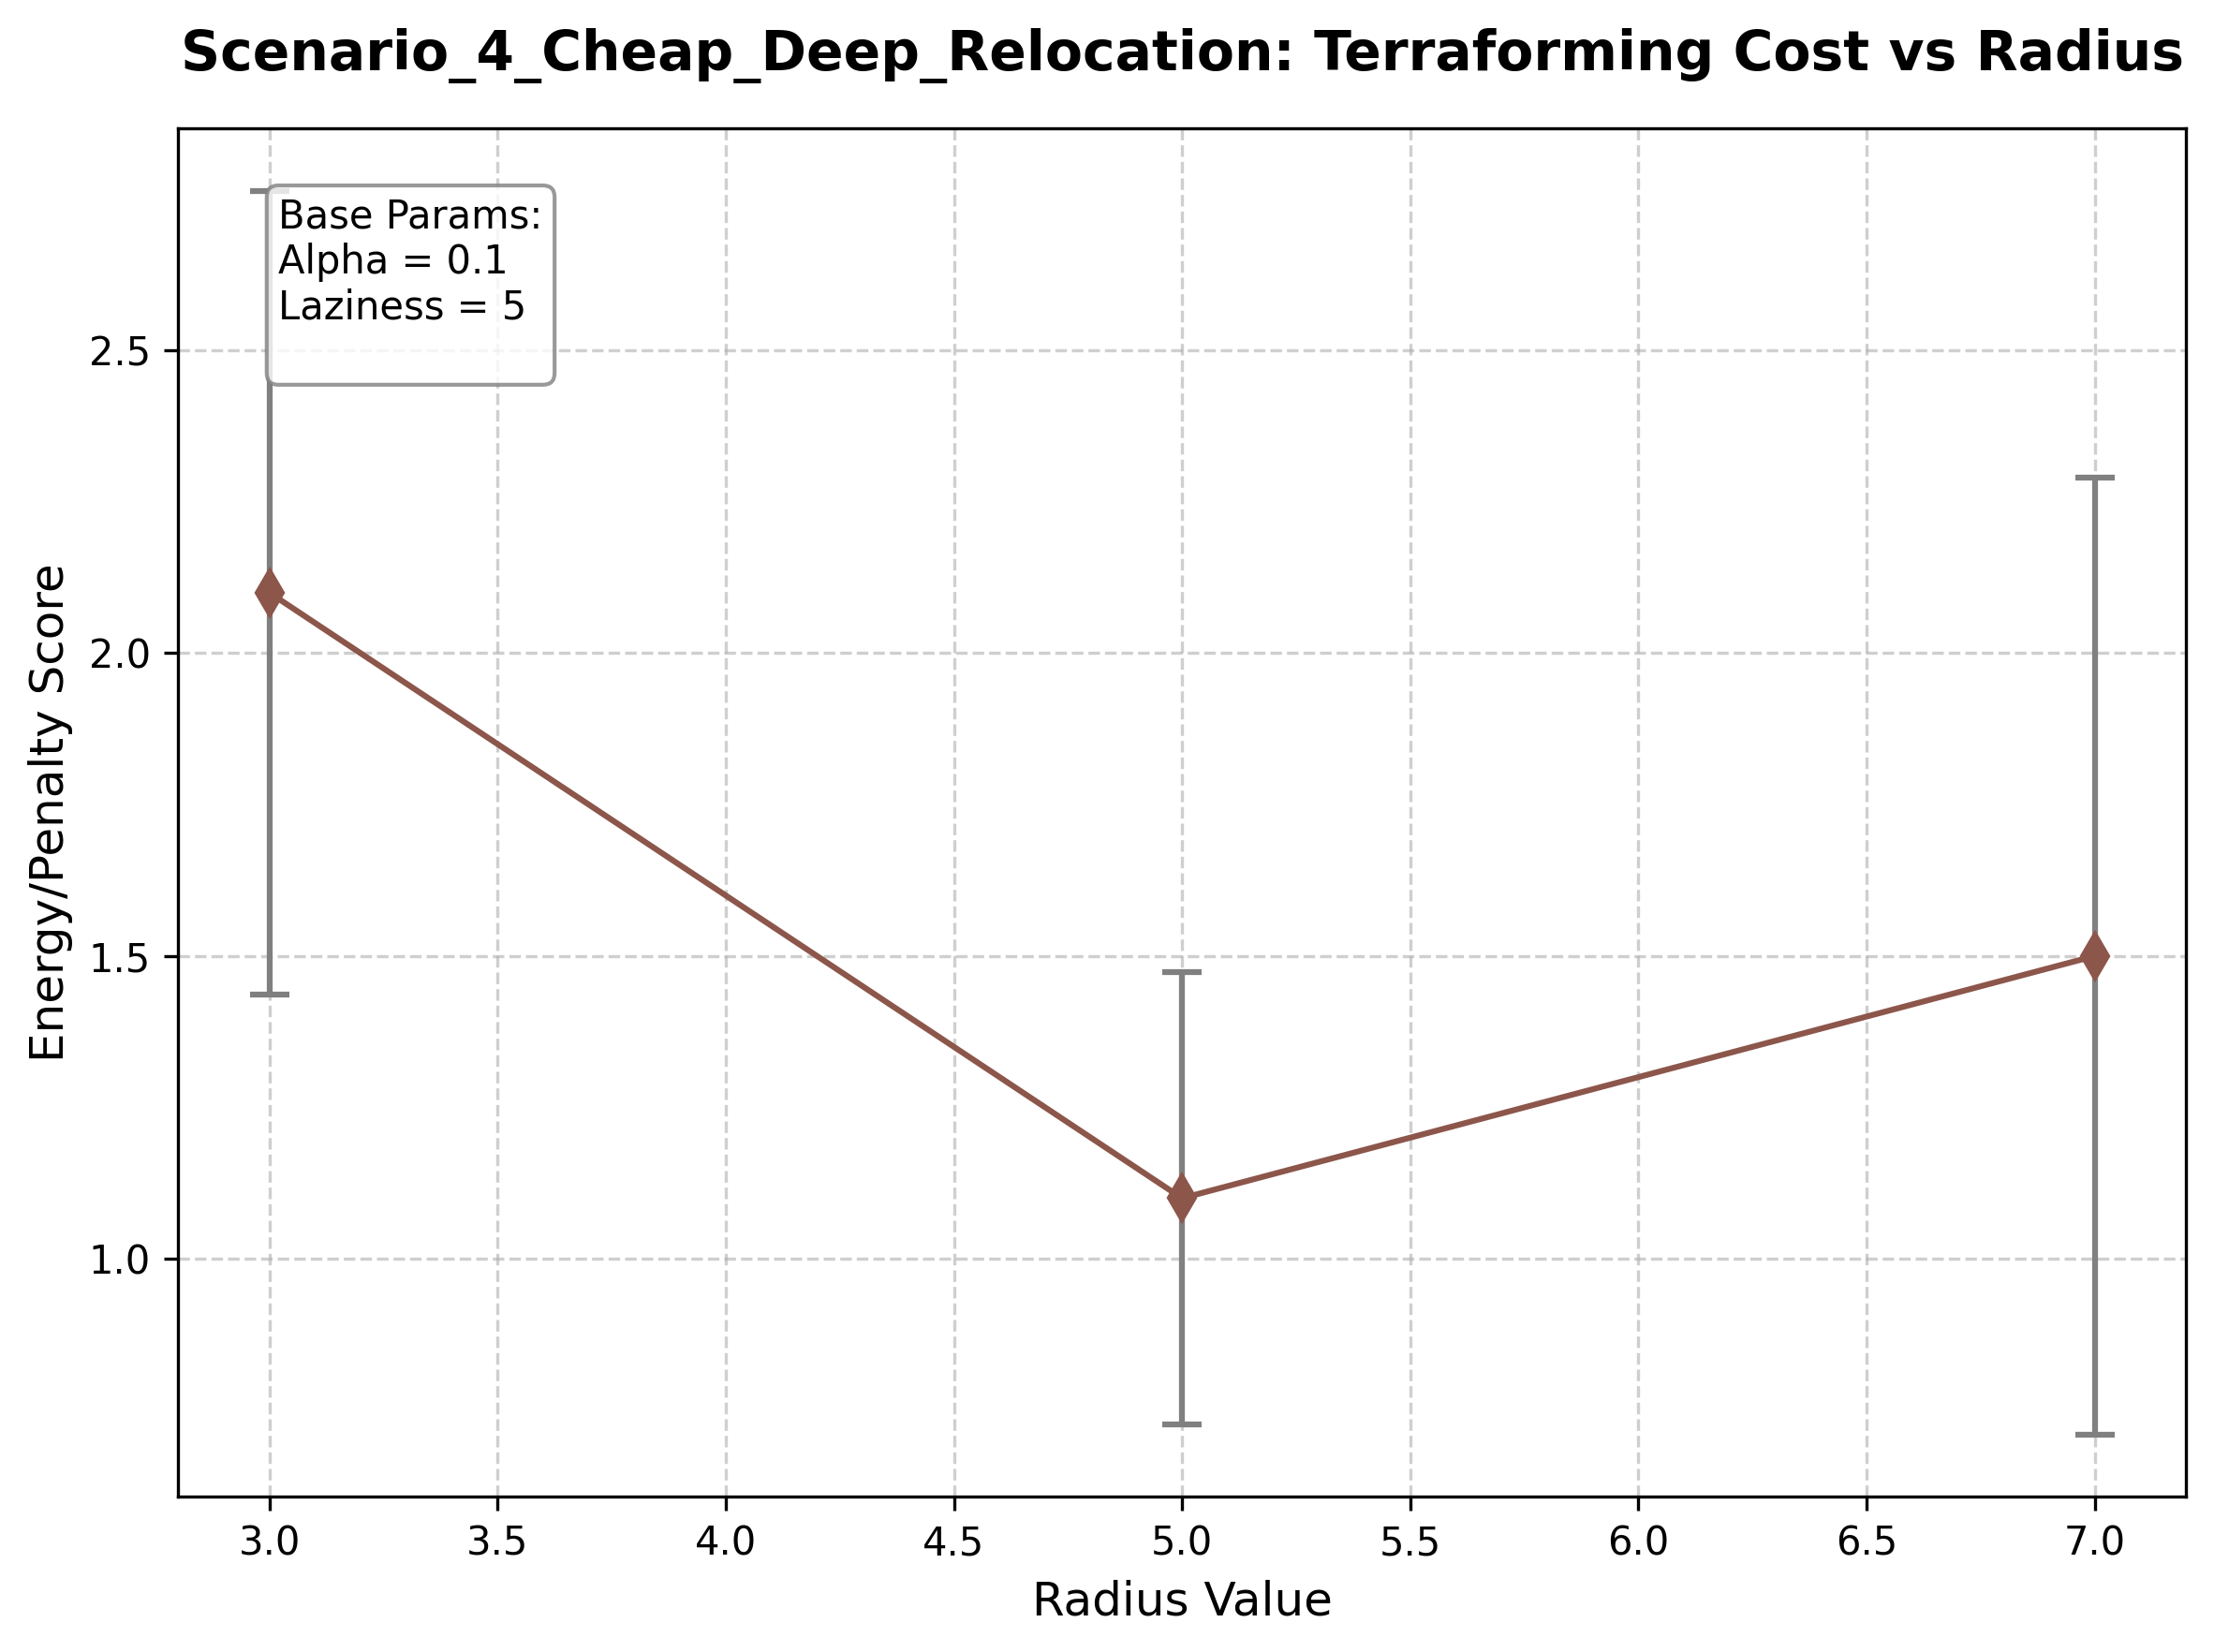 Scenario_4_Cheap_Deep_Relocation: Terraforming Cost vs Radius
Base Params:
Alpha = 0.1
Laziness = 5
Energy/Penalty Score
2.5
2.0
1.5
1.0
3.0 3.5 4.0 4.5 5.0 5.5 6.0 6.5 7.0
Radius Value